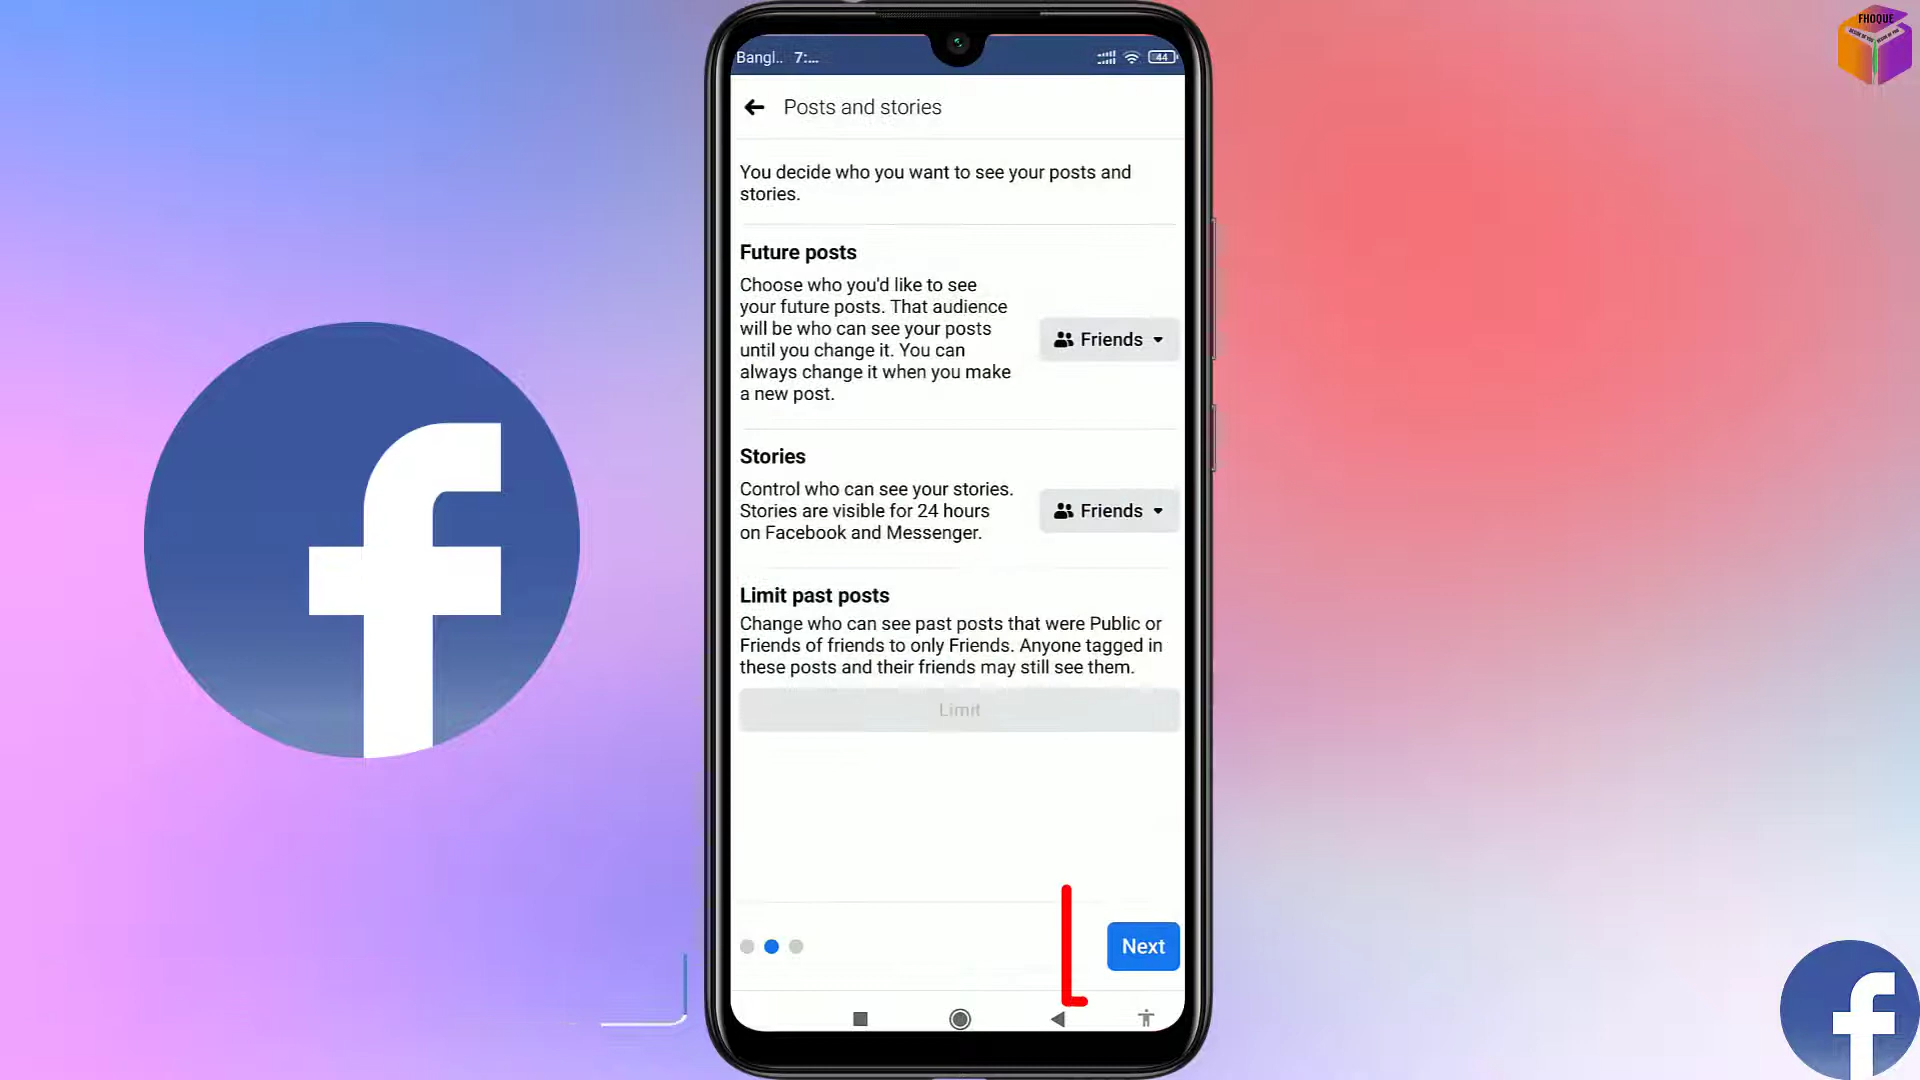 FHOQUE
Bangl.. 7:... 44
Posts and stories
You decide who you want to see your posts and
stories.
Future posts
Choose who you'd like to see
your future posts. That audience
will be who can see your posts
until you change it. You can
always change it when you make
a new post.
Friends
Stories
Control who can see your stories.
Stories are visible for 24 hours
on Facebook and Messenger.
Friends
Limit past posts
Change who can see past posts that were Public or
Friends of friends to only Friends. Anyone tagged in
these posts and their friends may still see them.
Limit
Next